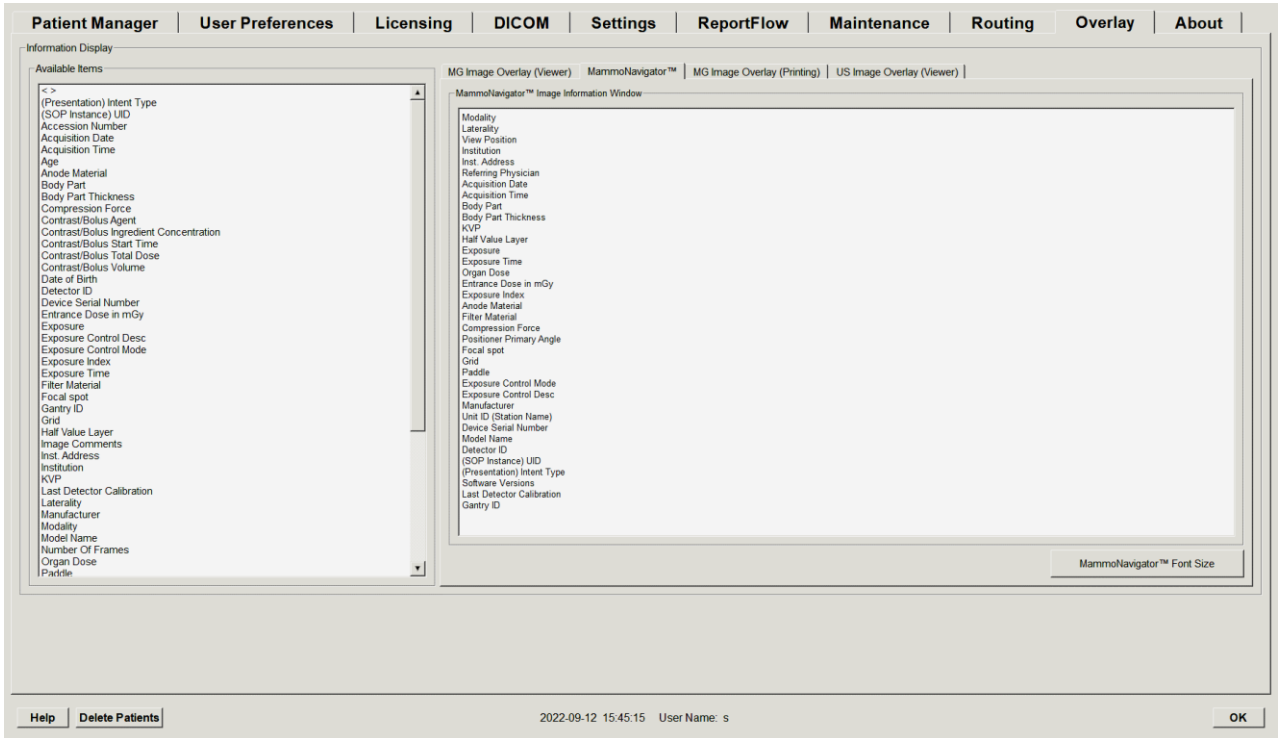 Patient Manager User Preferences Licensing DICOM Settings ReportFlow Maintenance Routing Overlay About
Information Display
Available Items
< >
(Presentation) Intent Type
(SOP Instance) UID
Accession Number
Acquisition Date
Acquisition Time
Age
Anode Material
Body Part
Body Part Thickness
Compression Force
Contrast/Bolus Agent
Contrast/Bolus Ingredient Concentration
Contrast/Bolus Start Time
Contrast/Bolus Total Dose
Contrast/Bolus Volume
Date of Birth
Detector ID
Device Serial Number
Entrance Dose in mGy
Exposure
Exposure Control Desc
Exposure Control Mode
Exposure Index
Exposure Time
Filter Material
Focal spot
Gantry ID
Grid
Half Value Layer
Image Comments
Inst. Address
Institution
KVP
Last Detector Calibration
Laterality
Manufacturer
Modality
Model Name
Number Of Frames
Organ Dose
Paddle
MG Image Overlay (Viewer) MammoNavigator™ MG Image Overlay (Printing) US Image Overlay (Viewer)
MammoNavigator™ Image Information Window
Modality
Laterality
View Position
Institution
Inst. Address
Referring Physician
Acquisition Date
Acquisition Time
Body Part
Body Part Thickness
KVP
Half Value Layer
Exposure
Exposure Time
Organ Dose
Entrance Dose in mGy
Exposure Index
Anode Material
Filter Material
Compression Force
Positioner Primary Angle
Focal spot
Grid
Paddle
Exposure Control Mode
Exposure Control Desc
Manufacturer
Unit ID (Station Name)
Device Serial Number
Model Name
Detector ID
(SOP Instance) UID
(Presentation) Intent Type
Software Versions
Last Detector Calibration
Gantry ID
MammoNavigator™ Font Size
Help Delete Patients 2022-09-12 15:45:15 User Name: s OK